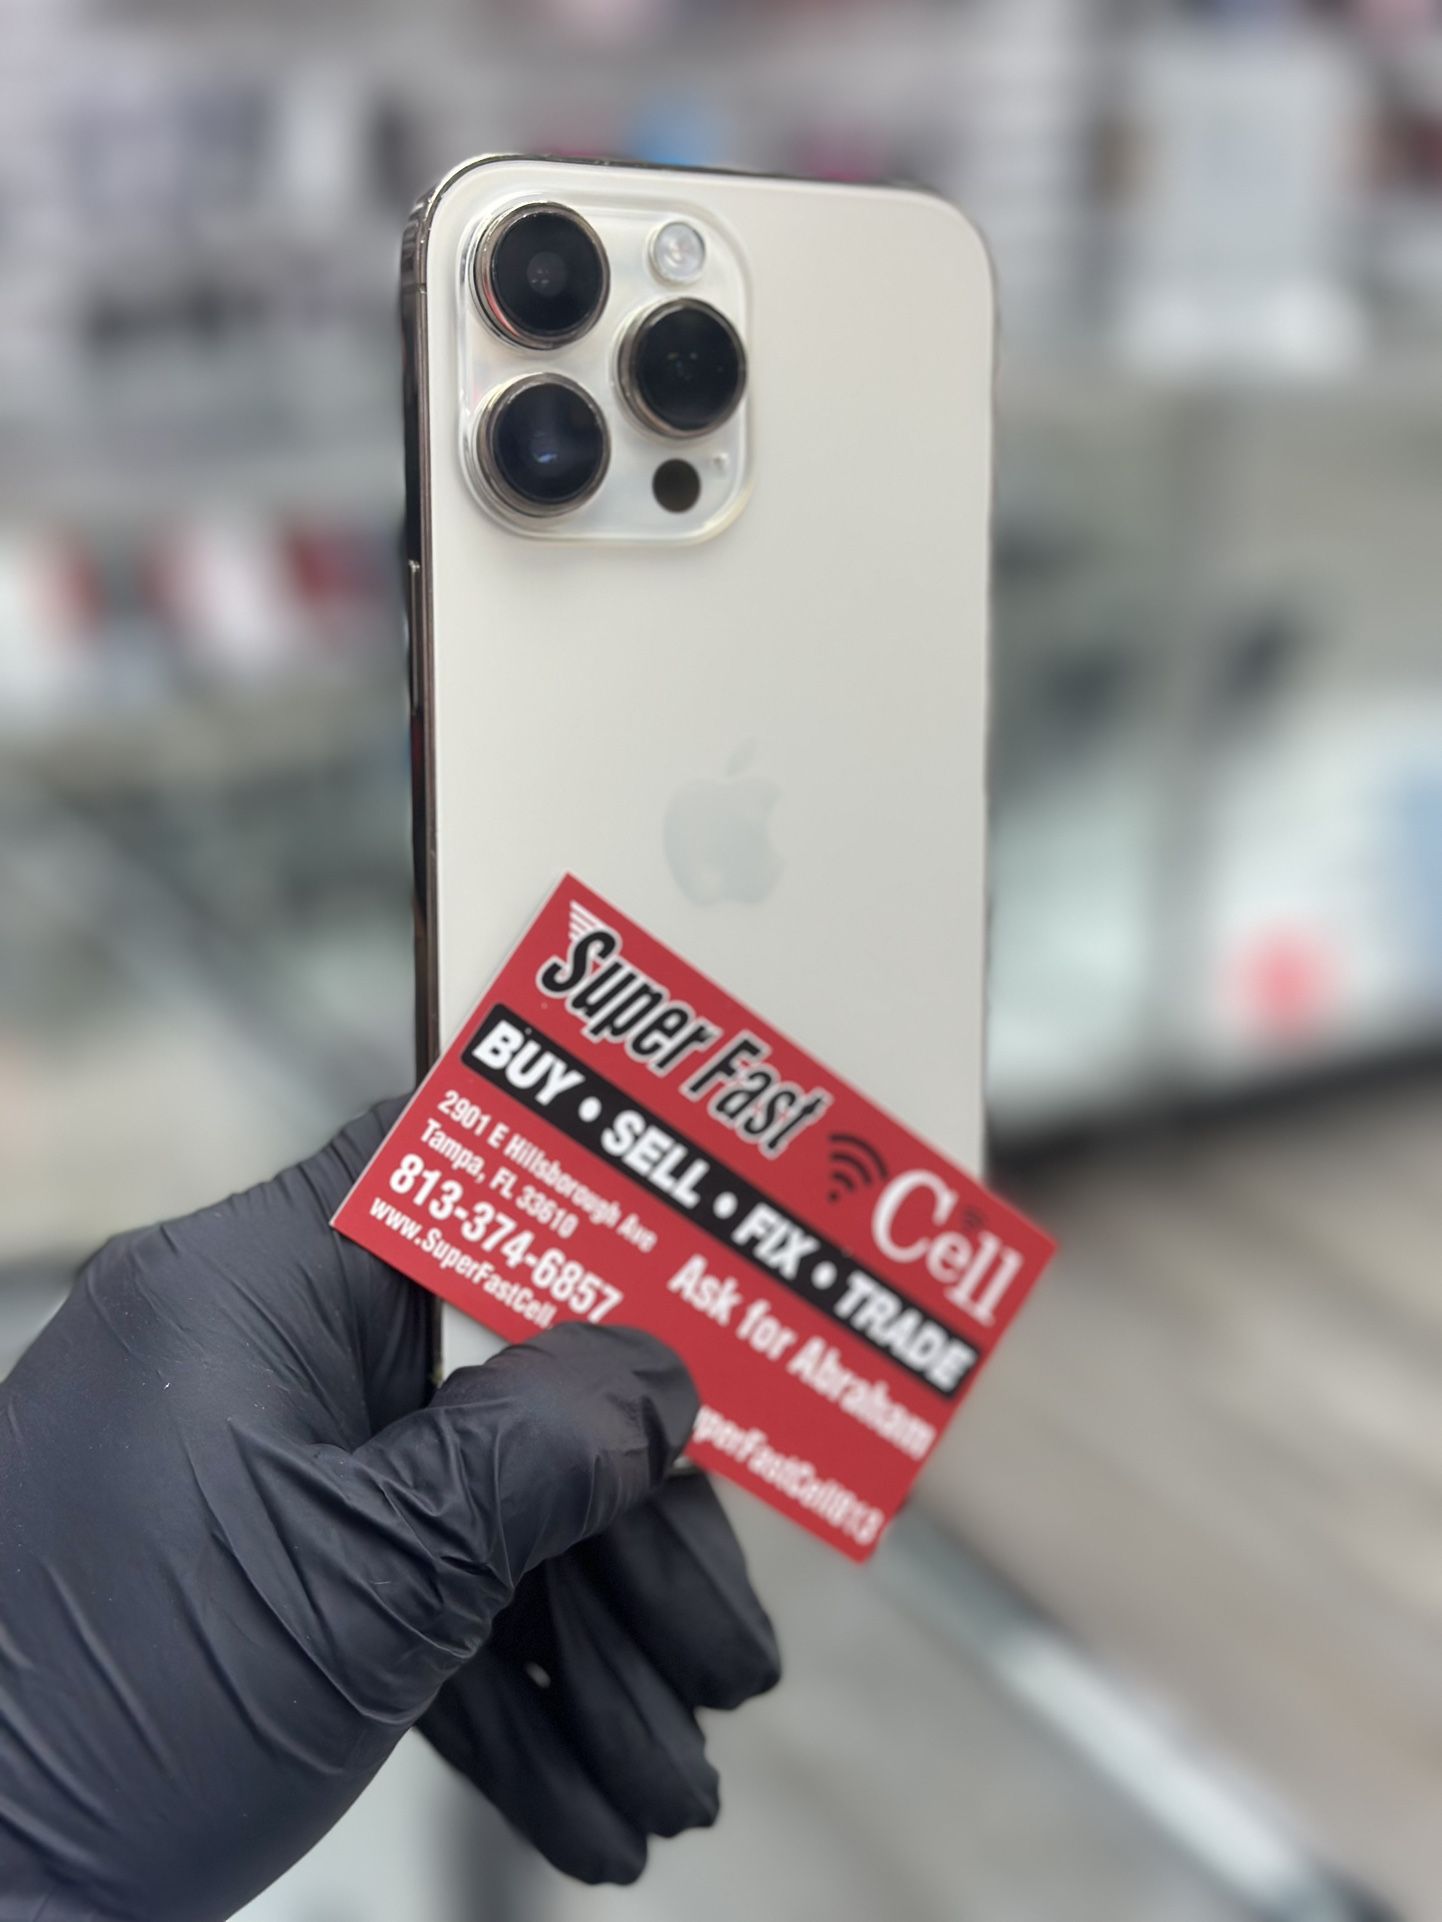 Super Fast Cell
BUY • SELL • FIX • TRADE
2901 E Hillsborough Ave
Tampa, FL 33610
813-374-6857
www.SuperFastCell.
Ask for Abraham
uperFastCell813